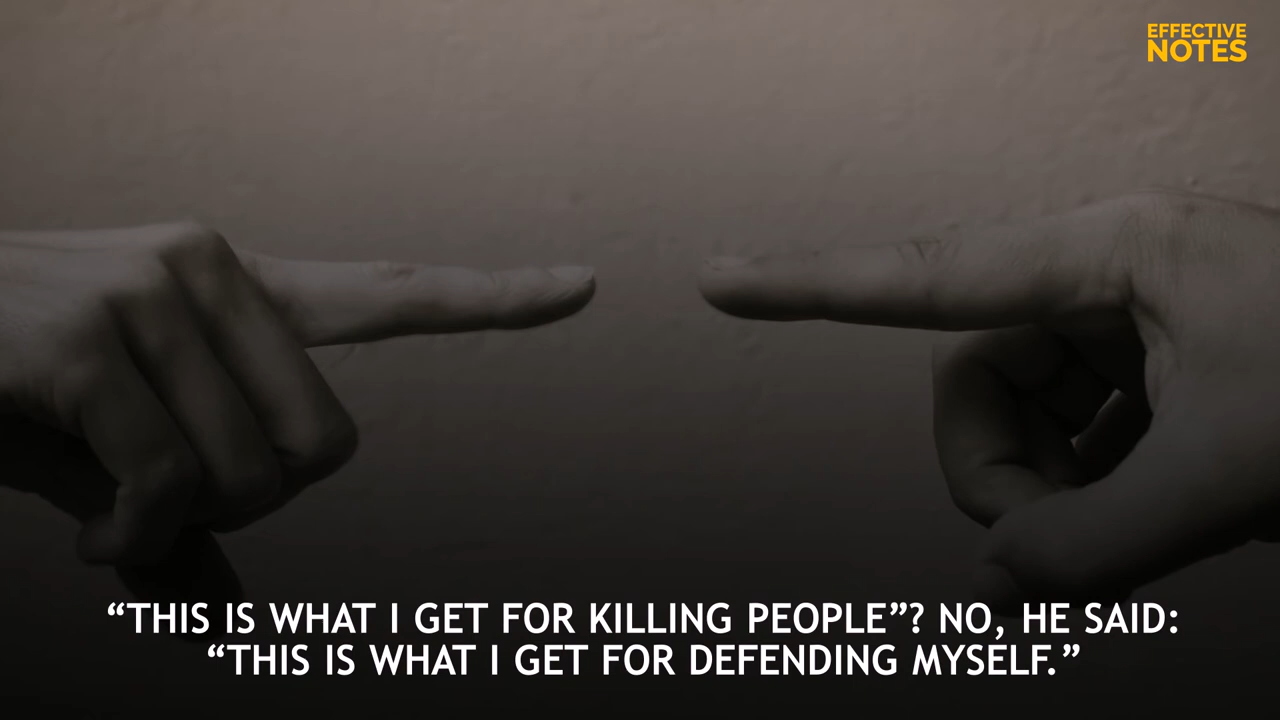 EFFECTIVE
NOTES
“THIS IS WHAT I GET FOR KILLING PEOPLE”? NO, HE SAID:
“THIS IS WHAT I GET FOR DEFENDING MYSELF.”